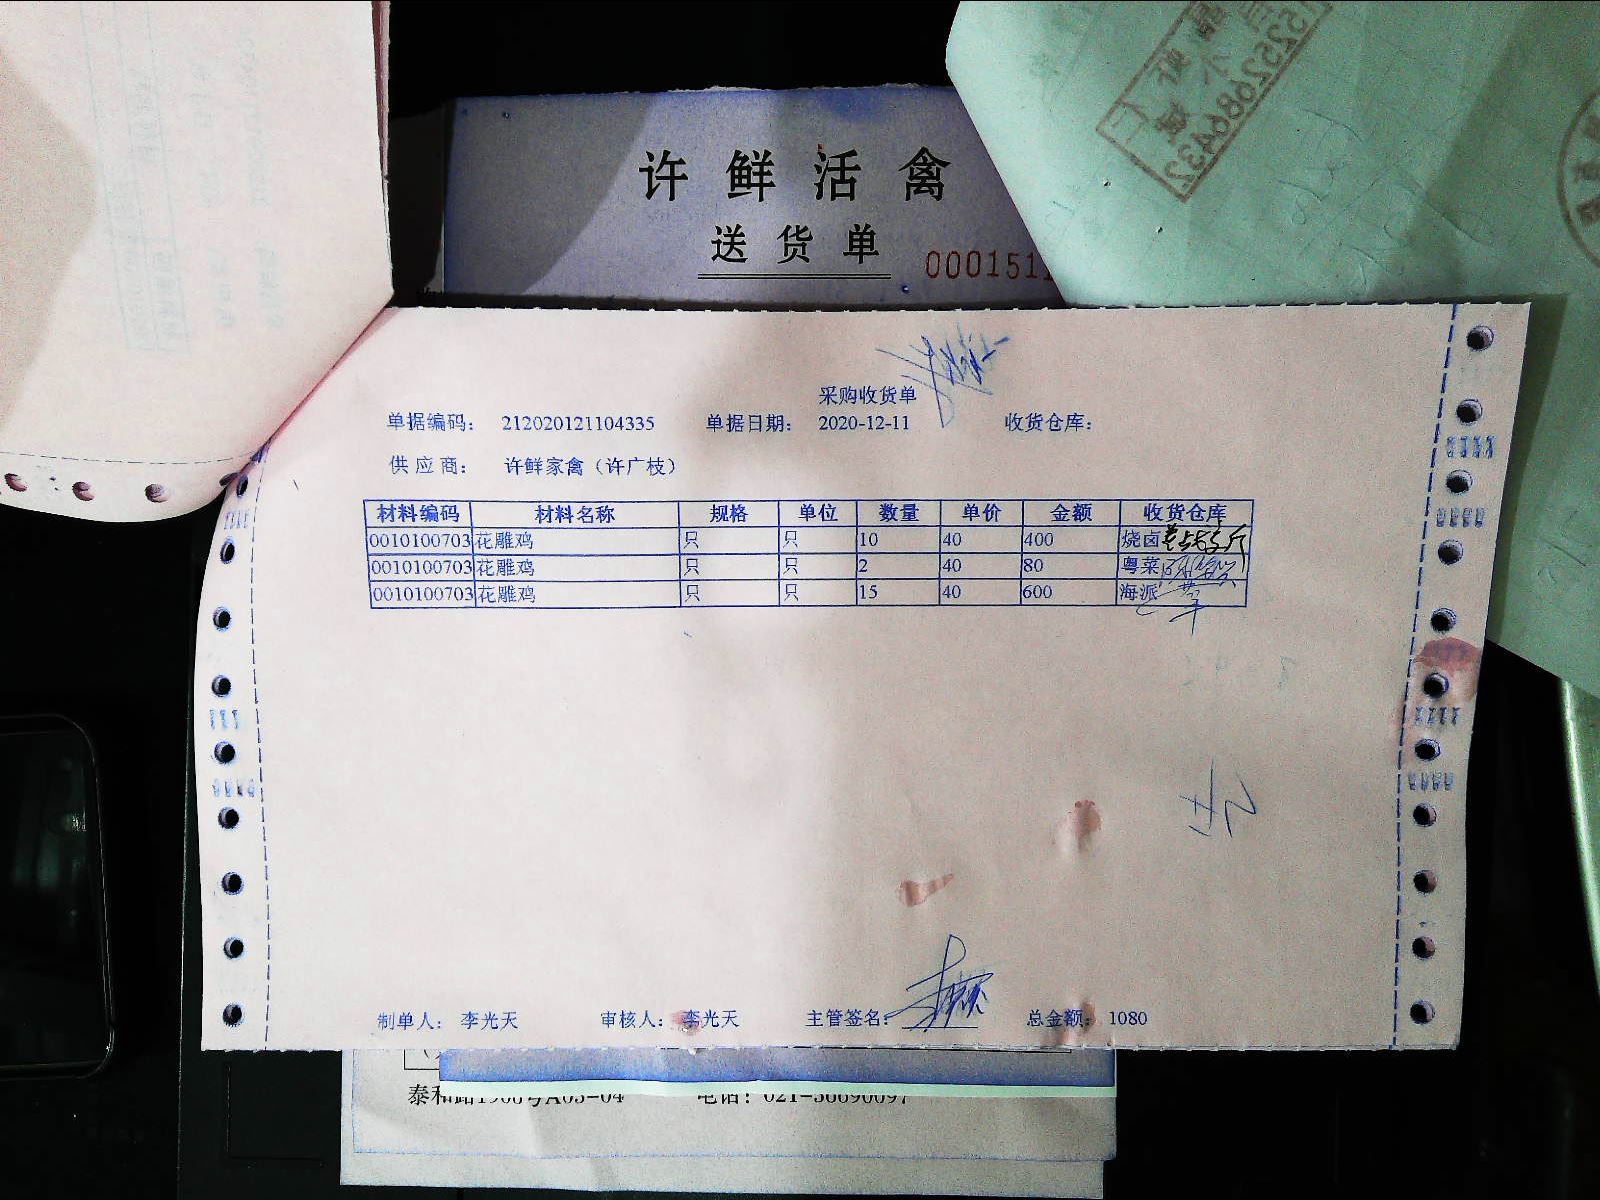 许鲜活禽
送货单
采购收货单
单据编码： 212020121104335 单据日期： 2020-12-11 收货仓库：
供应商： 许鲜家禽（许广枝）
材料编码 材料名称 规格 单位 数量 单价 金额 收货仓库
0010100703 花雕鸡 只 只 10 40 400 烧卤
0010100703 花雕鸡 只 只 2 40 80 粤菜
0010100703 花雕鸡 只 只 15 40 600 海派
制单人： 李光天 审核人： 李光天 主管签名： 总金额： 1080